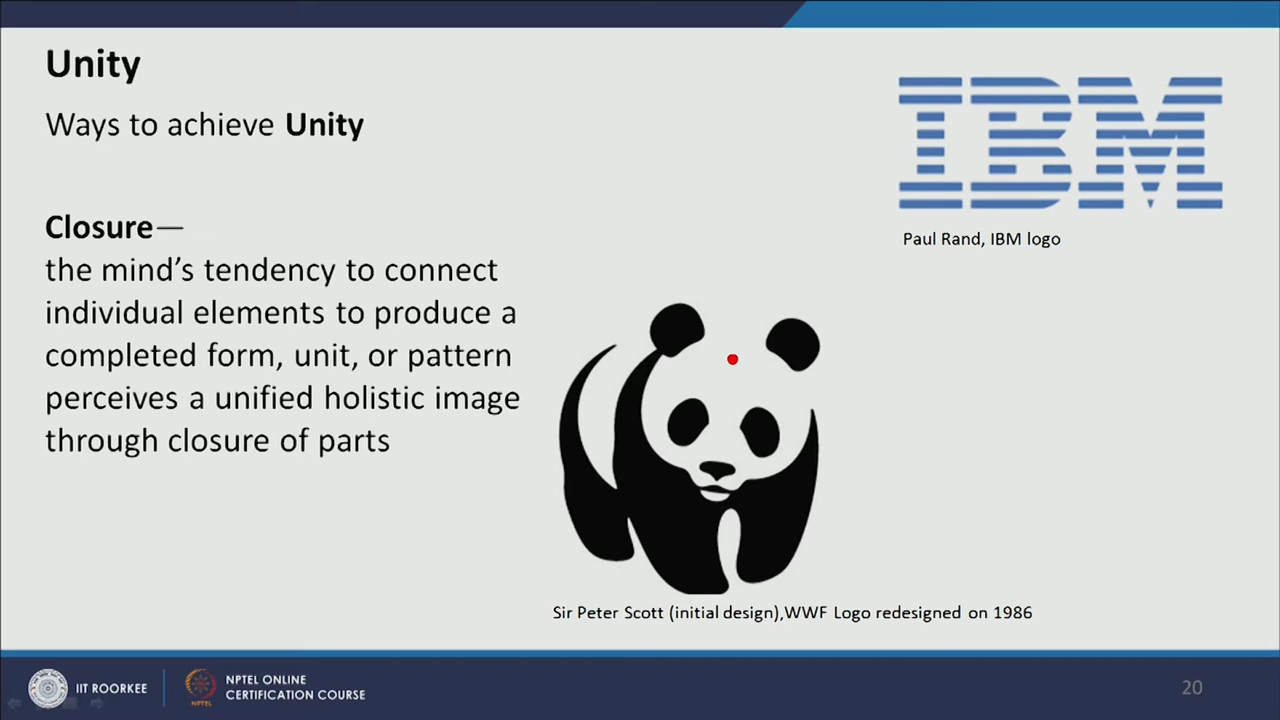 Unity
Ways to achieve Unity
Closure—
the mind's tendency to connect
individual elements to produce a
completed form, unit, or pattern
perceives a unified holistic image
through closure of parts
IBM
Paul Rand, IBM logo
Sir Peter Scott (initial design),WWF Logo redesigned on 1986
IIT ROORKEE
NPTEL
NPTEL ONLINE
CERTIFICATION COURSE
20